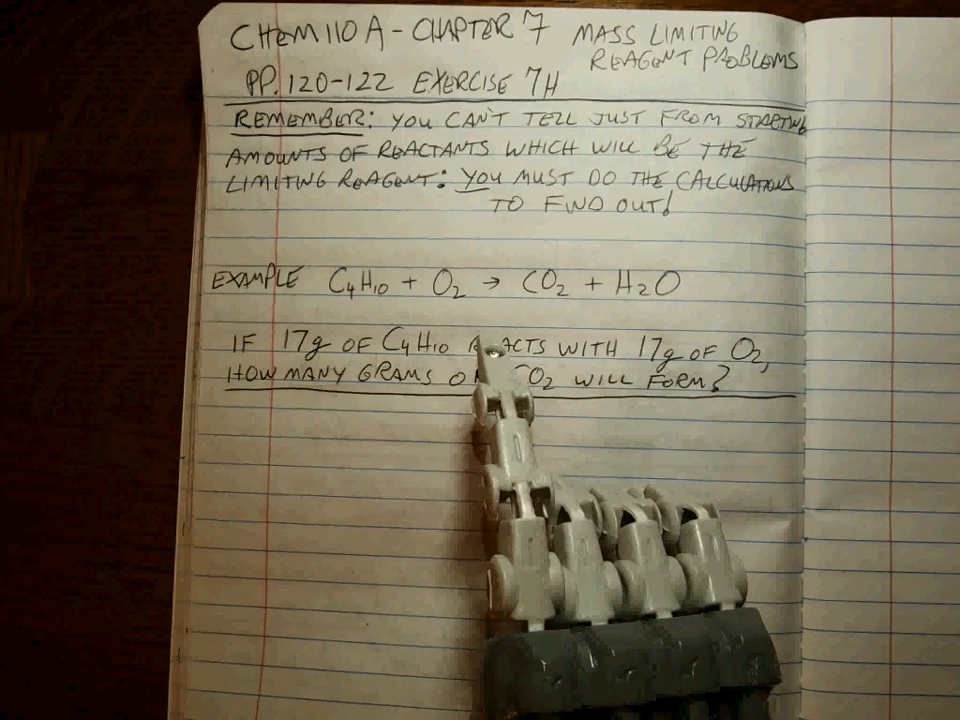 CHEM 110 A - CHAPTER 7 MASS LIMITING
REAGENT PROBLEMS
PP. 120-122 EXERCISE 7H
REMEMBER: YOU CAN'T TELL JUST FROM STARTING
AMOUNTS OF REACTANTS WHICH WILL BE THE
LIMITING REAGENT: YOU MUST DO THE CALCULATIONS
TO FIND OUT!
EXAMPLE C₄H₁₀ + O₂ → CO₂ + H₂O
IF 17g OF C₄H₁₀ WITH 17g OF O₂,
HOW MANY GRAMS CO₂ WILL FORM?